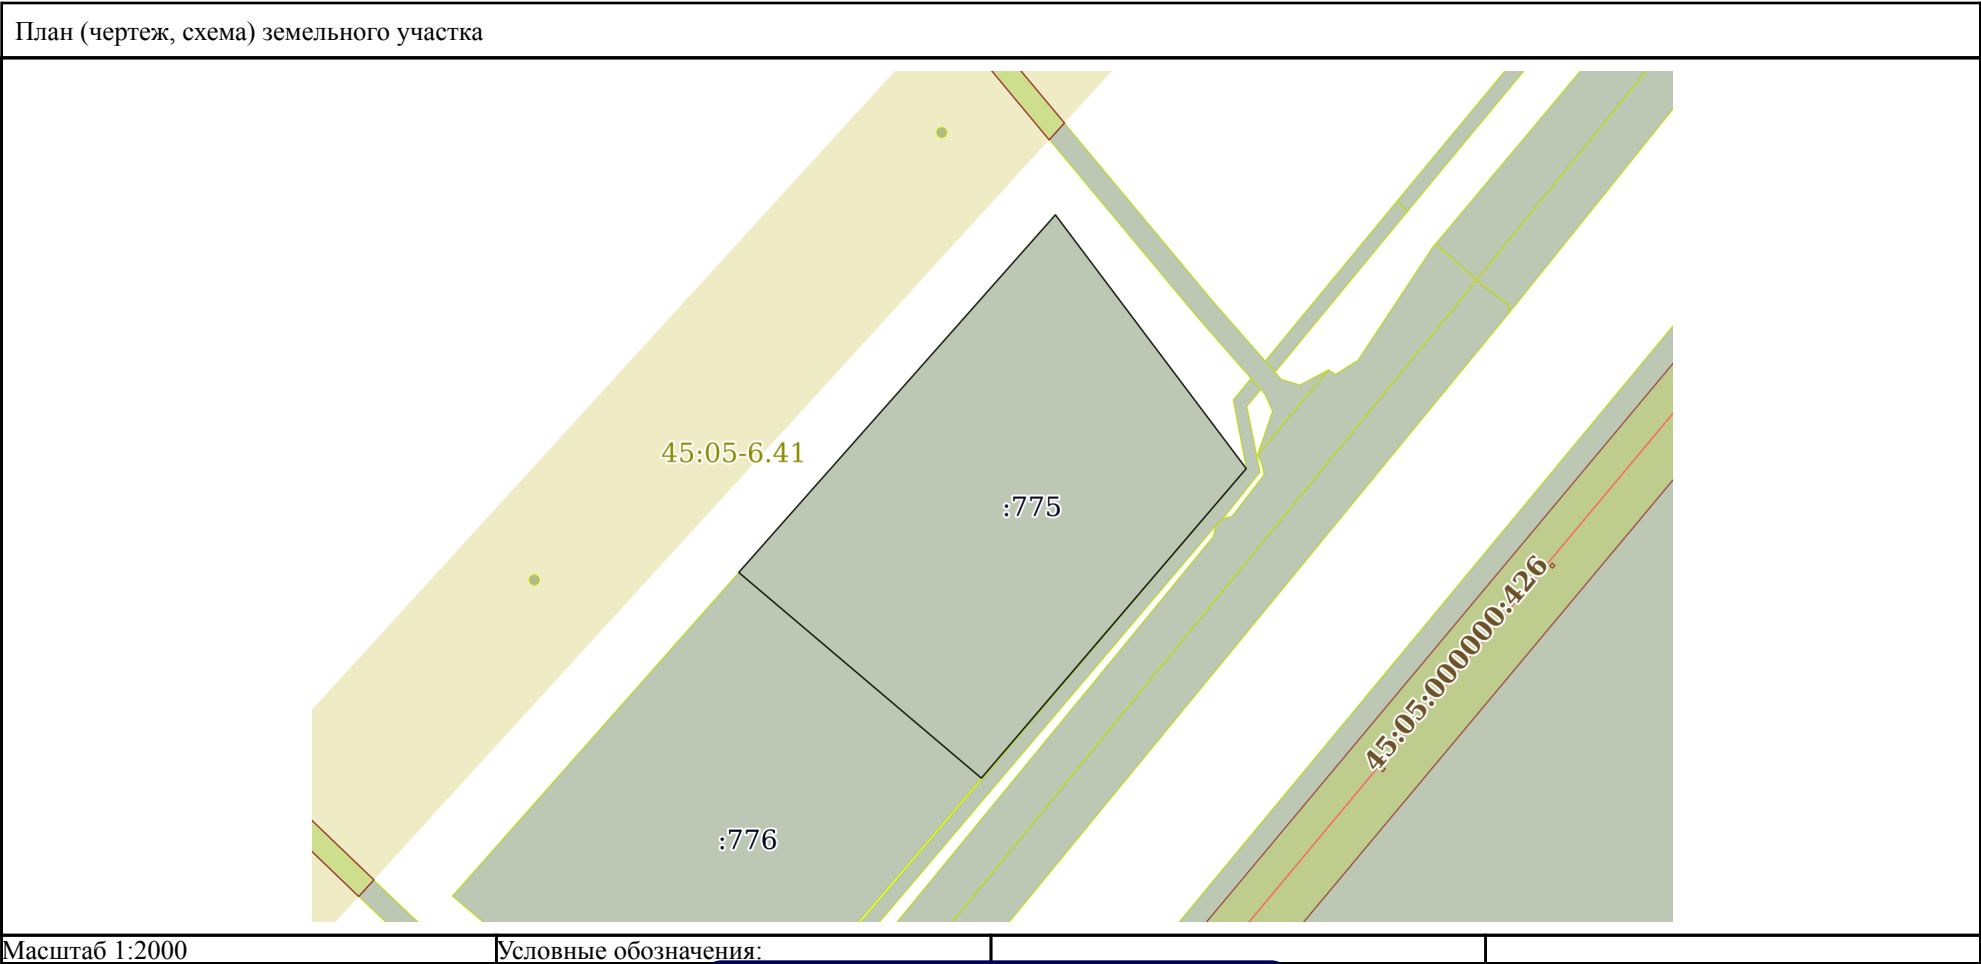 План (чертеж, схема) земельного участка
45:05-6.41
:775
45:05:000000:426
:776
Масштаб 1:2000
Условные обозначения: